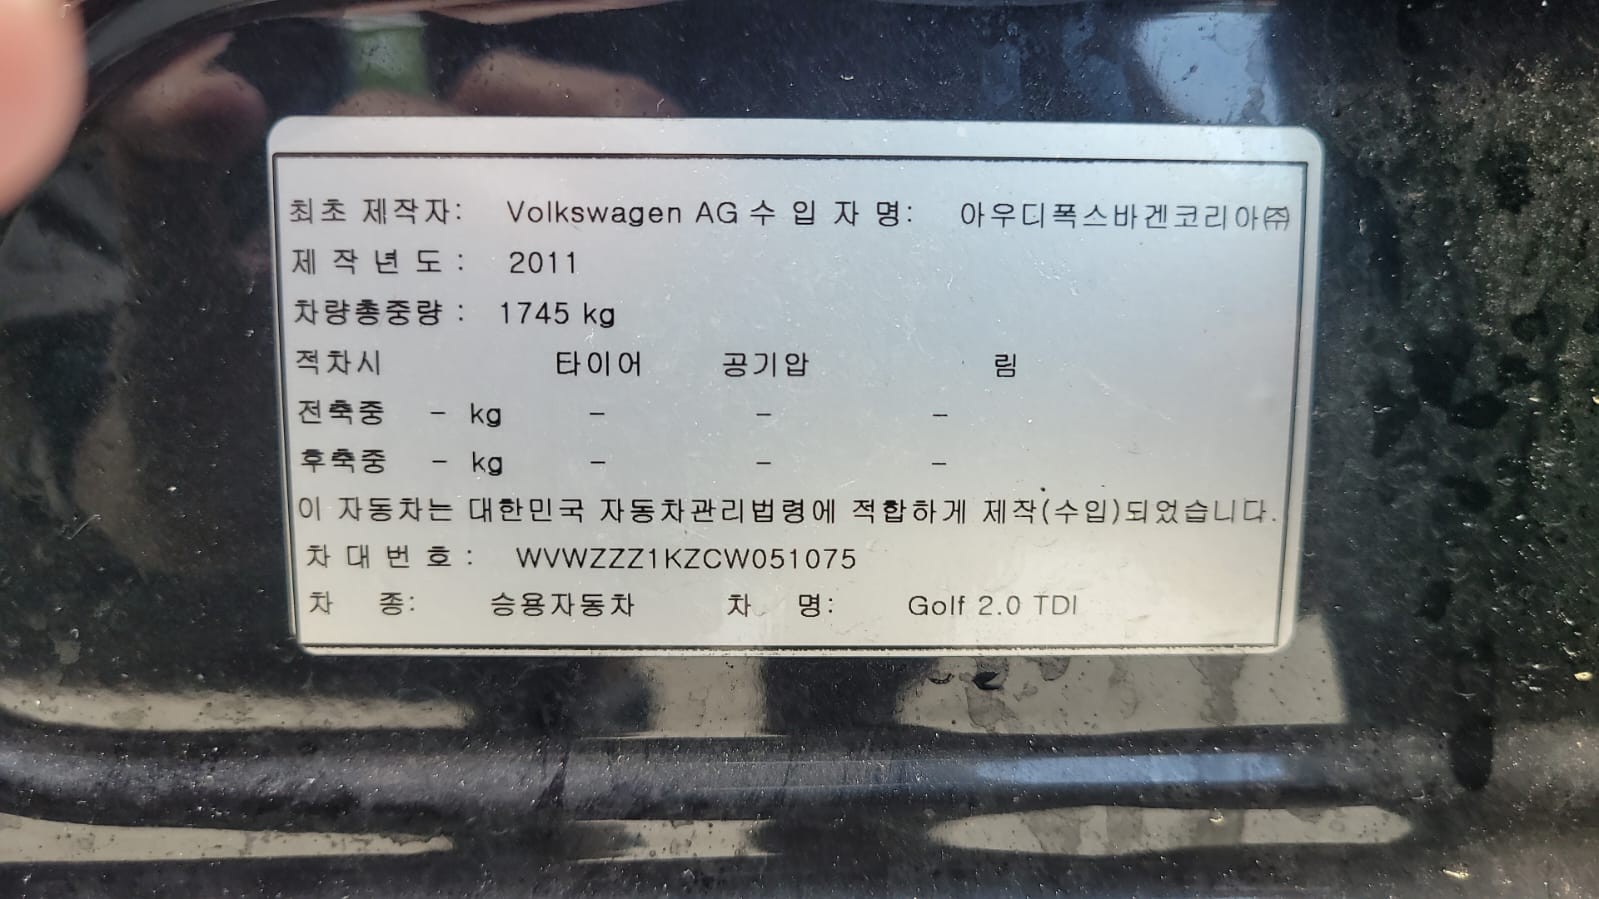 최초 제작자: Volkswagen AG 수 입 자 명: 아우디폭스바겐코리아㈜
제 작 년 도 : 2011
차량총중량 : 1745 kg
적차시 타이어 공기압 림
전축중 - kg - - -
후축중 - kg - - -
이 자동차는 대한민국 자동차관리법령에 적합하게 제작(수입)되었습니다.
차 대 번 호 : WVWZZZ1KZCW051075
차 종: 승용자동차 차 명: Golf 2.0 TDI